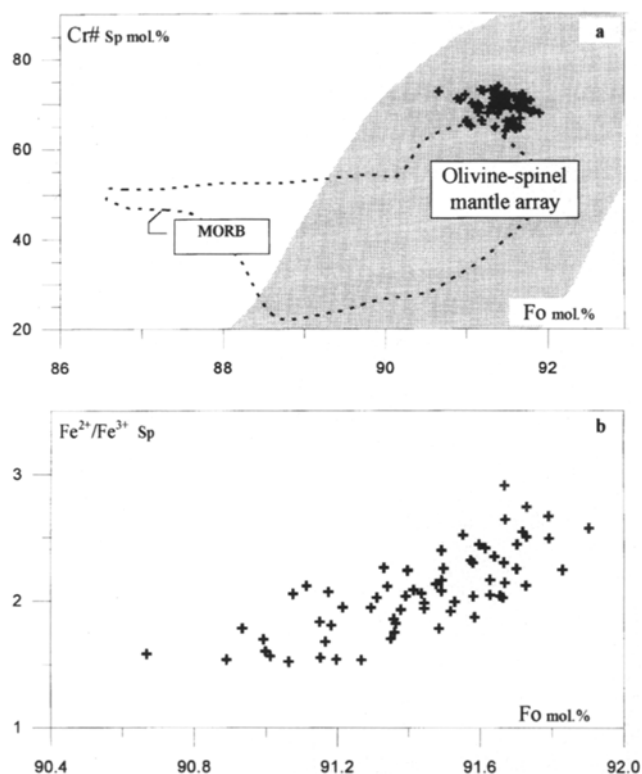 Cr# Sp mol.%
a
80
60
40
20
Olivine-spinel
mantle array
MORB
Fo mol.%
86
88
90
92
Fe2+/Fe3+ Sp
b
3
2
1
Fo mol.%
90.4
90.8
91.2
91.6
92.0